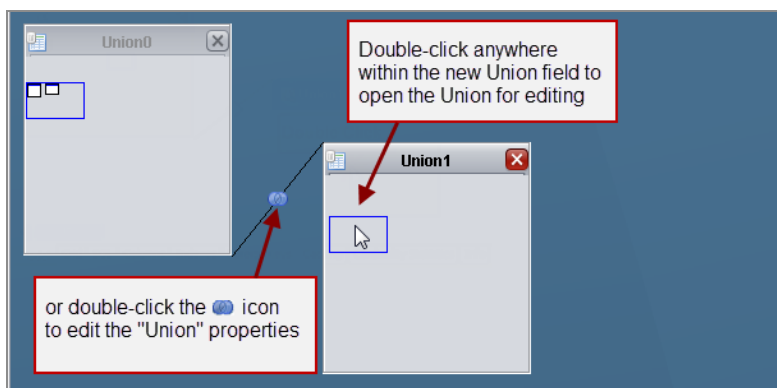 Union0
Double-click anywhere
within the new Union field to
open the Union for editing
Union1
or double-click the icon
to edit the "Union" properties